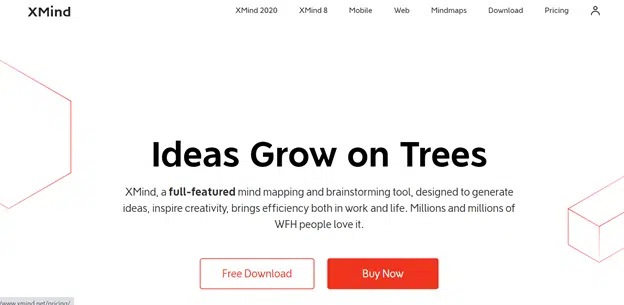 XMind
XMind 2020 XMind 8 Mobile Web Mindmaps Download Pricing
Ideas Grow on Trees
XMind, a full-featured mind mapping and brainstorming tool, designed to generate
ideas, inspire creativity, brings efficiency both in work and life. Millions and millions of
WFH people love it.
Free Download Buy Now
www.xmind.net/pricing/